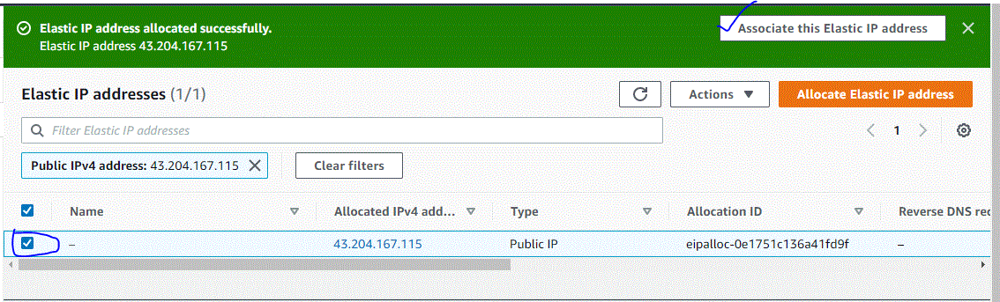 Elastic IP address allocated successfully.
Elastic IP address 43.204.167.115
Associate this Elastic IP address
Elastic IP addresses (1/1)
Actions
Allocate Elastic IP address
Filter Elastic IP addresses
1
Public IPv4 address: 43.204.167.115
Clear filters
Name Allocated IPv4 add... Type Allocation ID Reverse DNS rec
– 43.204.167.115 Public IP eipalloc-0e1751c136a41fd9f –